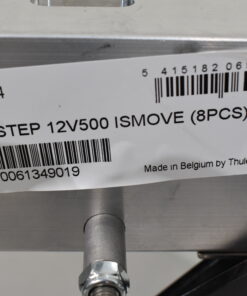 4
5 415182 06
STEP 12V500 ISMOVE (8PCS)
Made in Belgium by Thule
0061349019